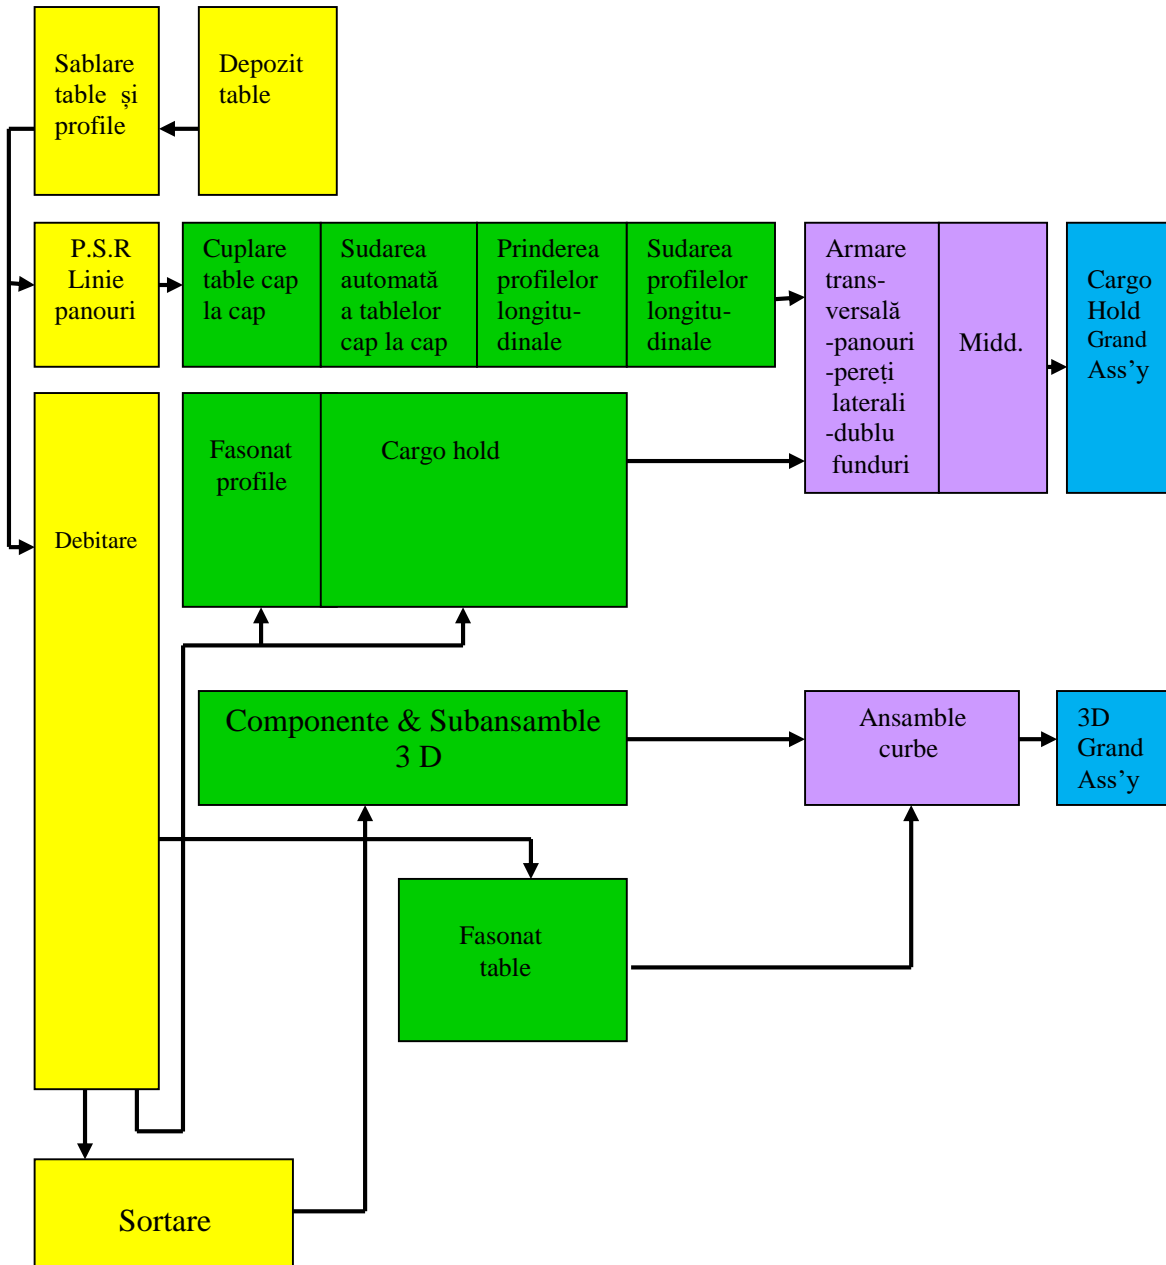 Sablare
table și
profile
Depozit
table
P.S.R
Linie
panouri
Cuplare
table cap
la cap
Sudarea
automată
a tablelor
cap la cap
Prinderea
profilelor
longitu-
dinale
Sudarea
profilelor
longitu-
dinale
Armare
trans-
versală
-panouri
-pereți
laterali
-dublu
funduri
Midd.
Cargo
Hold
Grand
Ass’y
Debitare
Fasonat
profile
Cargo hold
Componente & Subansamble
3 D
Ansamble
curbe
3D
Grand
Ass’y
Fasonat
table
Sortare